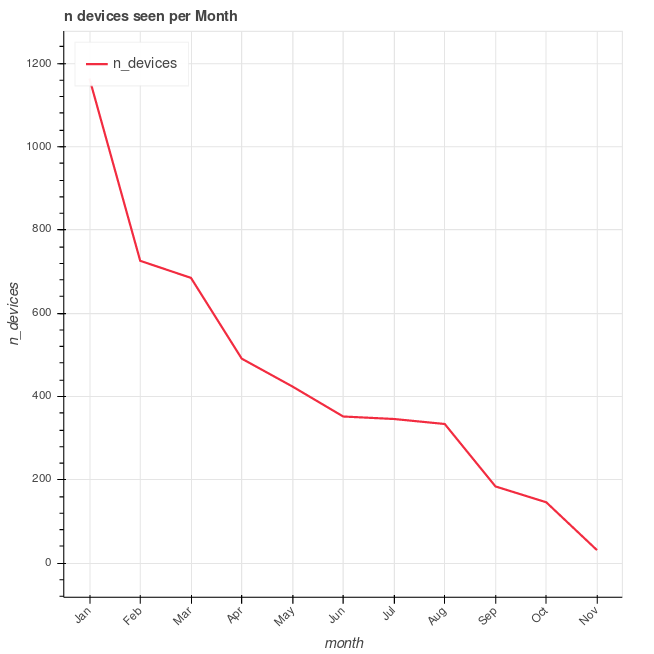 n devices seen per Month
n_devices
1200
1000
800
600
400
200
0
n_devices
Jan
Feb
Mar
Apr
May
Jun
Jul
Aug
Sep
Oct
Nov
month